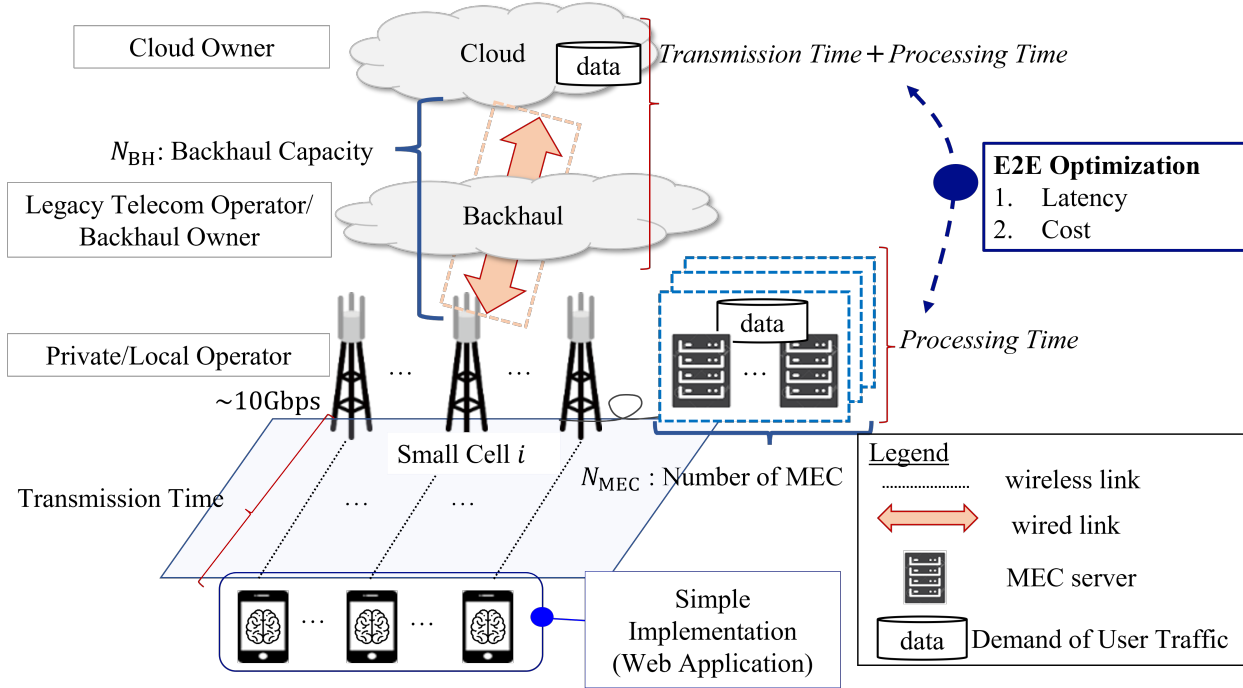 Cloud Owner
Cloud
data
Transmission Time + Processing Time
N_BH: Backhaul Capacity
E2E Optimization
1. Latency
2. Cost
Legacy Telecom Operator/
Backhaul Owner
Backhaul
data
Private/Local Operator
...
...
...
Processing Time
~10Gbps
Small Cell i
N_MEC : Number of MEC
Transmission Time
...
...
Legend
wireless link
wired link
MEC server
data
Demand of User Traffic
...
...
Simple
Implementation
(Web Application)